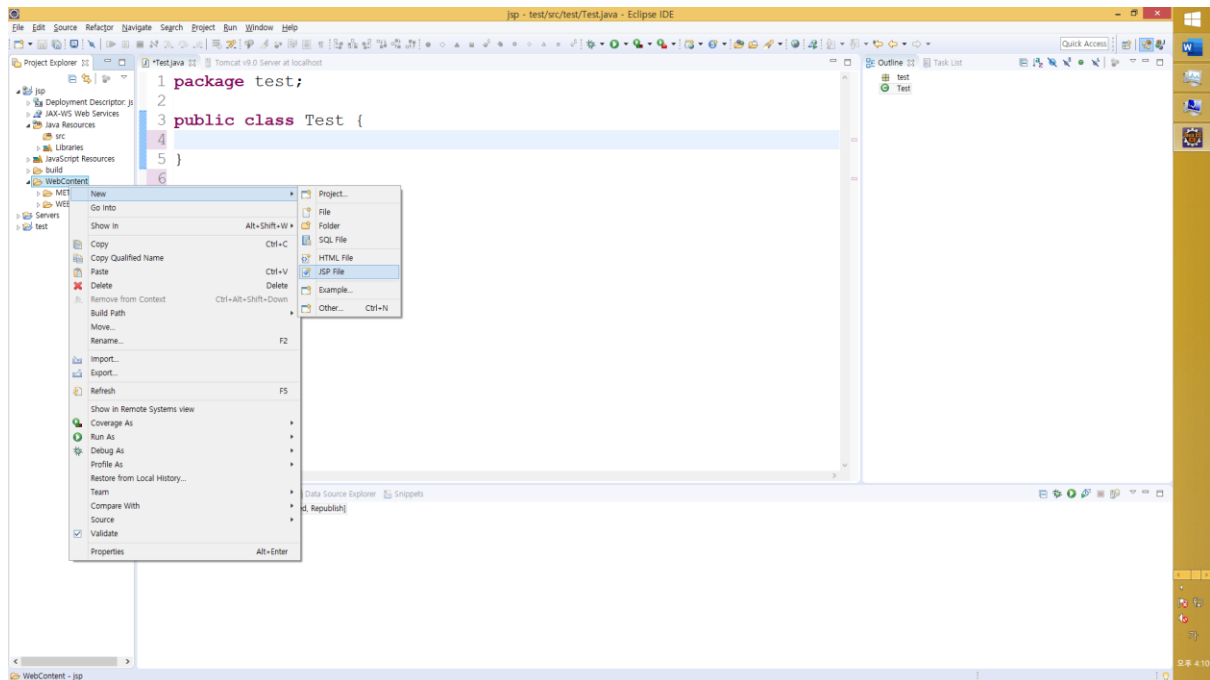 jsp - test/src/test/Test.java - Eclipse IDE
File Edit Source Refactor Navigate Search Project Run Window Help
Quick Access
Project Explorer
*Test.java
Tomcat v9.0 Server at localhost
Outline
Task List
jsp
Deployment Descriptor: js
JAX-WS Web Services
Java Resources
src
Libraries
JavaScript Resources
build
WebContent
MET
WEE
Servers
test
1 package test;
2
3 public class Test {
4
5 }
6
test
Test
New
Go Into
Show In Alt+Shift+W
Copy Ctrl+C
Copy Qualified Name
Paste Ctrl+V
Delete Delete
Remove from Context Ctrl+Alt+Shift+Down
Build Path
Move...
Rename... F2
Import...
Export...
Refresh F5
Show in Remote Systems view
Coverage As
Run As
Debug As
Profile As
Restore from Local History...
Team
Compare With
Source
Validate
Properties Alt+Enter
Project...
File
Folder
SQL File
HTML File
JSP File
Example...
Other... Ctrl+N
Data Source Explorer
Snippets
ed, Republish]
WebContent - jsp
오후 4:10